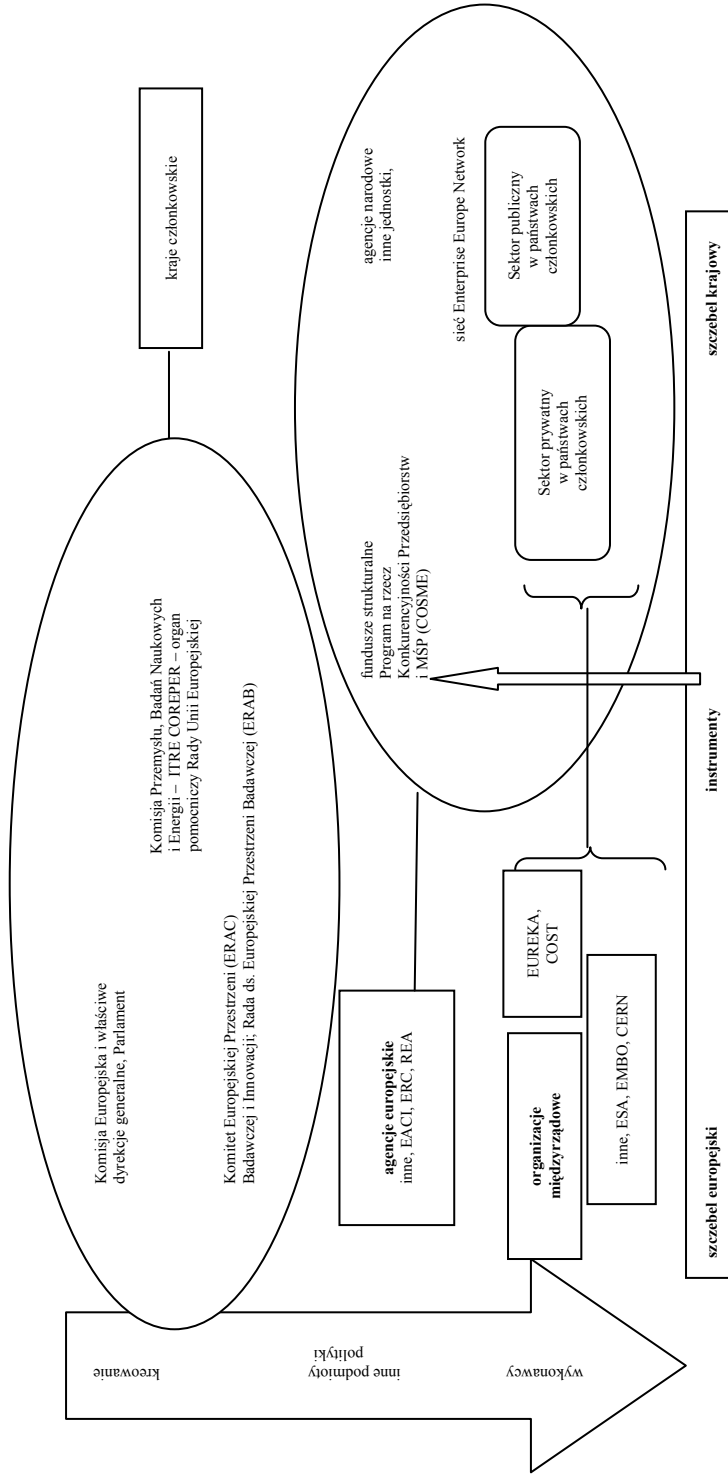 kreowanie
inne podmioty
polityki
wykonawcy
Komisja Europejska i właściwe
dyrekcje generalne, Parlament
Komisja Przemysłu, Badań Naukowych
i Energii – ITRE COREPER – organ
pomocniczy Rady Unii Europejskiej
Komitet Europejskiej Przestrzeni (ERAC)
Badawczej i Innowacji; Rada ds. Europejskiej Przestrzeni Badawczej (ERAB)
kraje członkowskie
agencje europejskie
inne, EACI, ERC, REA
fundusze strukturalne
Program na rzecz
Konkurencyjności Przedsiębiorstw
i MŚP (COSME)
agencje narodowe
inne jednostki,
sieć Enterprise Europe Network
organizacje
międzyrządowe
EUREKA,
COST
inne, ESA, EMBO, CERN
Sektor prywatny
w państwach
członkowskich
Sektor publiczny
w państwach
członkowskich
szczebel europejski
instrumenty
szczebel krajowy